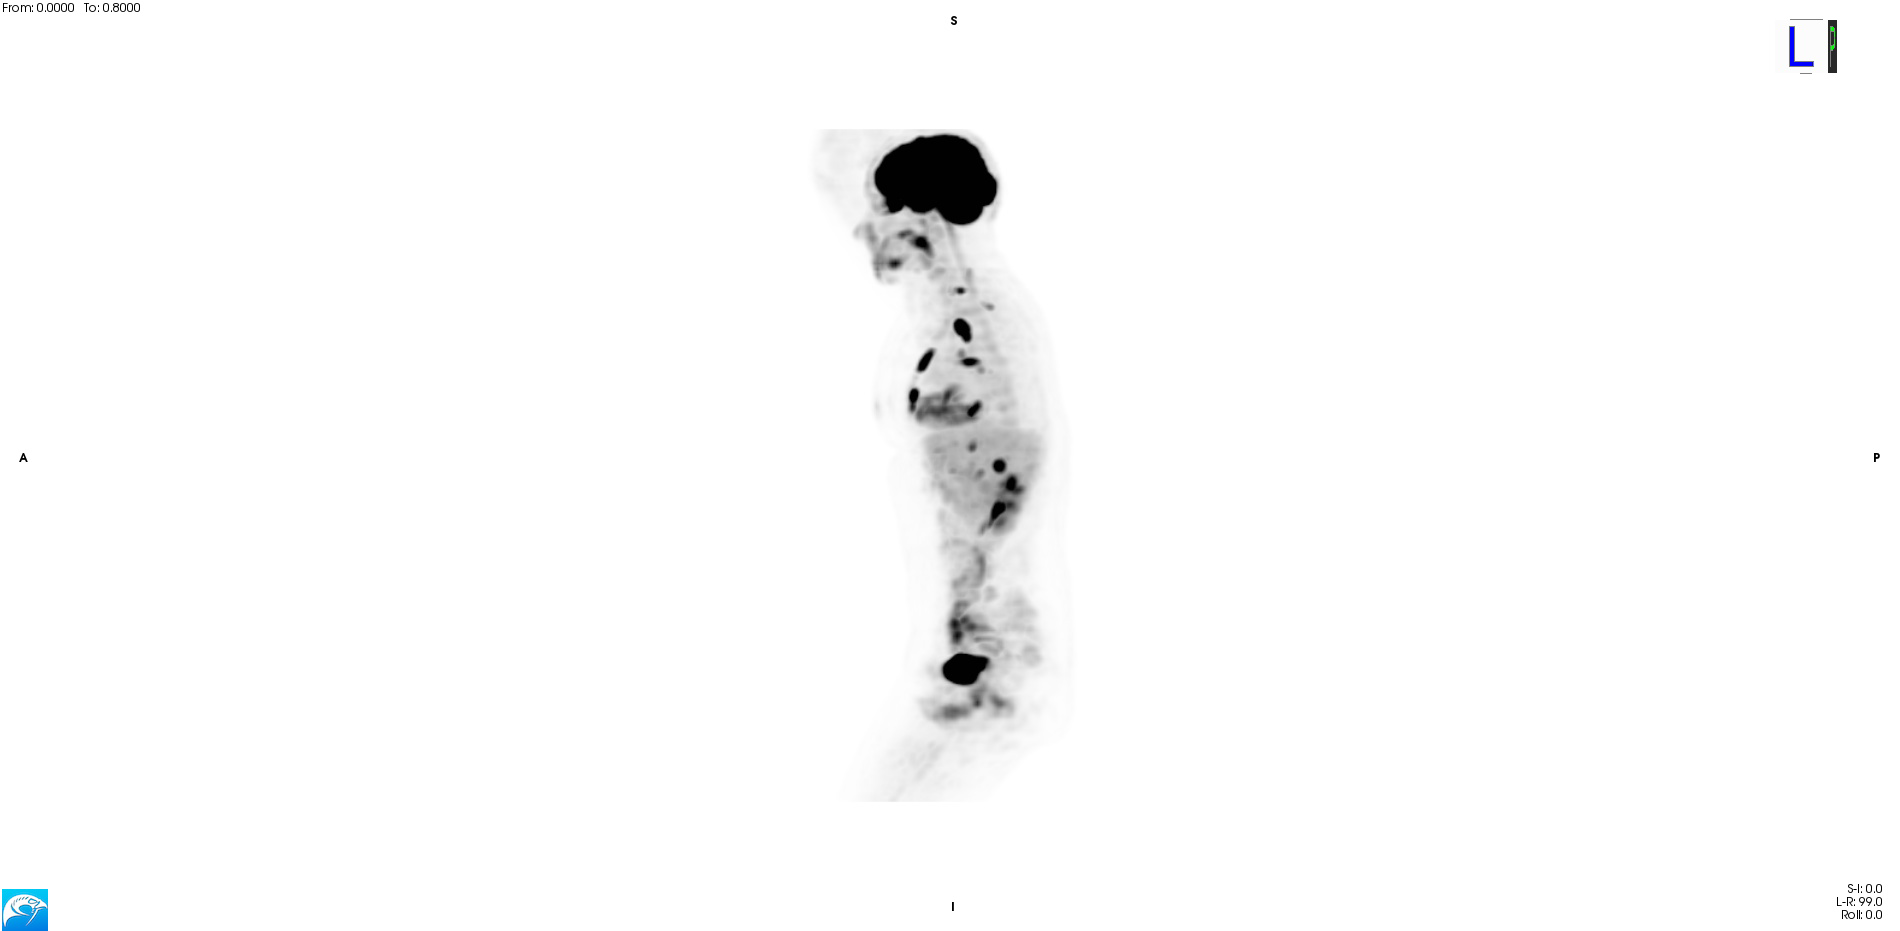 From: 0.0000 To: 0.8000
S
L P
A
P
S-I: 0.0
L-R: 99.0
Roll: 0.0
I